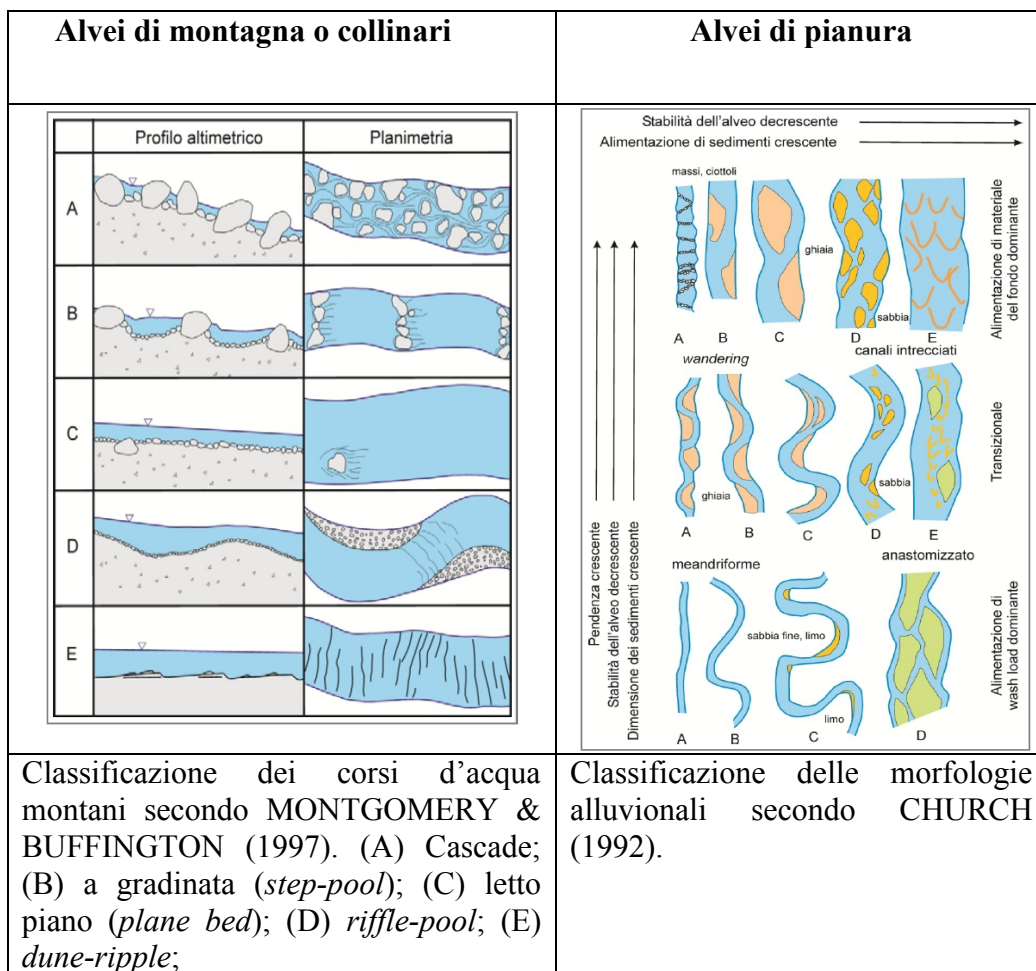 Alvei di montagna o collinari
Alvei di pianura
Profilo altimetrico
Planimetria
A
B
C
D
E
Stabilità dell'alveo decrescente
Alimentazione di sedimenti crescente
massi, ciottoli
ghiaia
sabbia
A B C D E
Alimentazione di materiale
del fondo dominante
wandering
canali intrecciati
ghiaia
sabbia
A B C D E
Transizionale
meandriforme
anastomizzato
sabbia fine, limo
limo
A B C D
Alimentazione di
wash load dominante
Pendenza crescente
Stabilità dell'alveo decrescente
Dimensione dei sedimenti crescente
Classificazione dei corsi d'acqua
montani secondo MONTGOMERY &
BUFFINGTON (1997). (A) Cascade;
(B) a gradinata (step-pool); (C) letto
piano (plane bed); (D) riffle-pool; (E)
dune-ripple;
Classificazione delle morfologie
alluvionali secondo CHURCH
(1992).